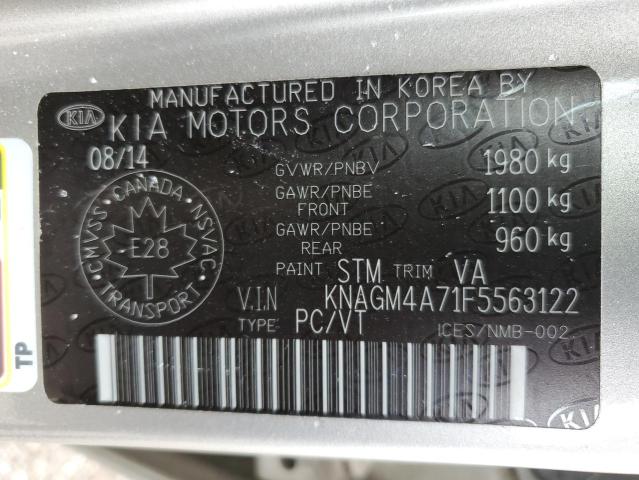 MANUFACTURED IN KOREA BY
KIA KIA MOTORS CORPORATION
08/14
GVWR/PNBV 1980 kg
GAWR/PNBE FRONT 1100 kg
GAWR/PNBE REAR 960 kg
CANADA
CMVSS NSVAC
E28
TRANSPORT
PAINT STM TRIM VA
V.I.N KNAGM4A71F5563122
TYPE: PC/VT ICES/NMB-002
TP